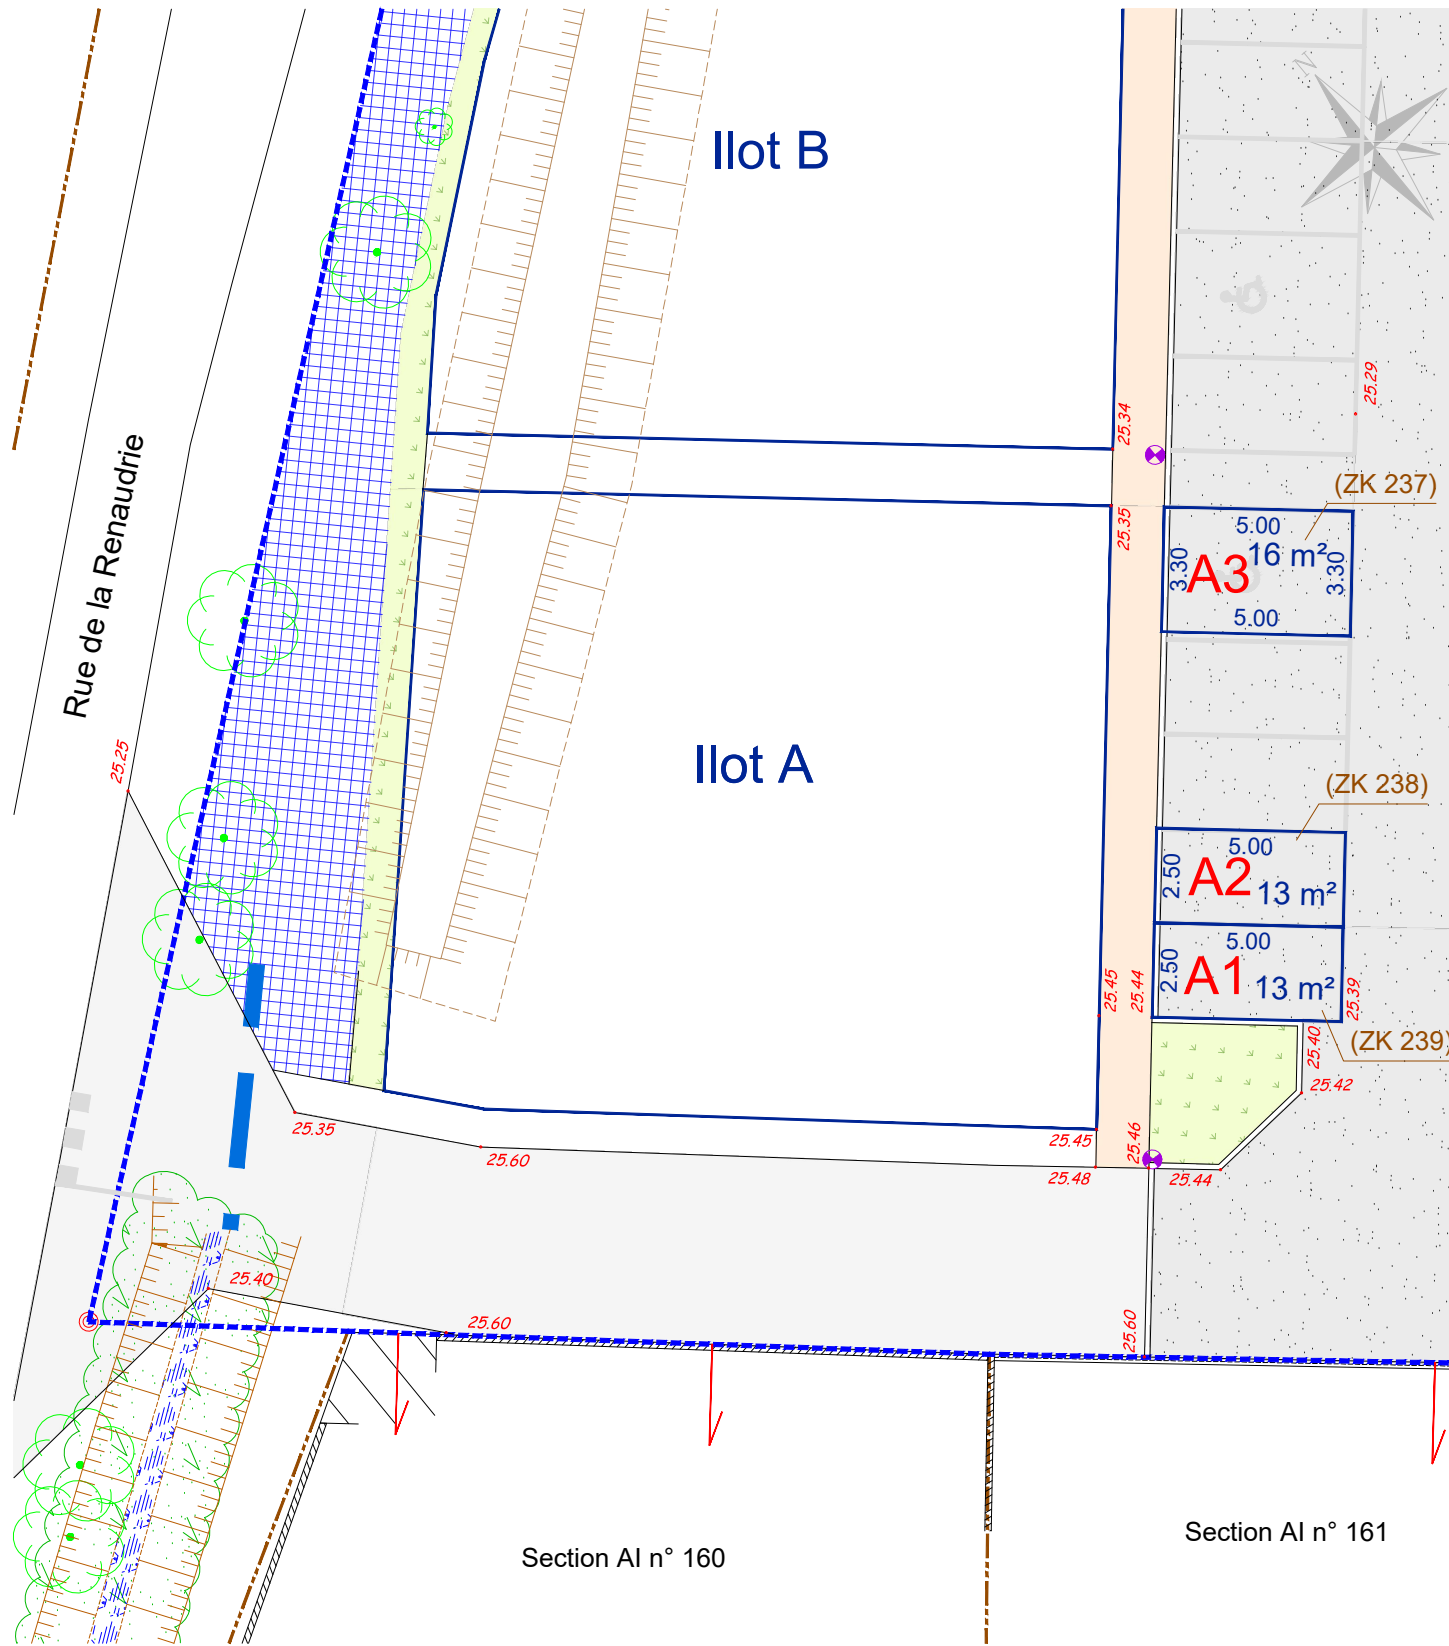 N
Ilot B
25.29
25.34
Rue de la Renaudrie
(ZK 237)
25.35
5.00
16 m²
3.30
A3
3.30
5.00
25.25
Ilot A
(ZK 238)
5.00
2.50
A2
13 m²
5.00
2.50
A1
13 m²
25.45
25.44
25.39
(ZK 239)
25.40
25.42
25.35
25.45
25.46
25.60
25.48
25.44
25.40
25.60
25.60
Section AI n° 160
Section AI n° 161